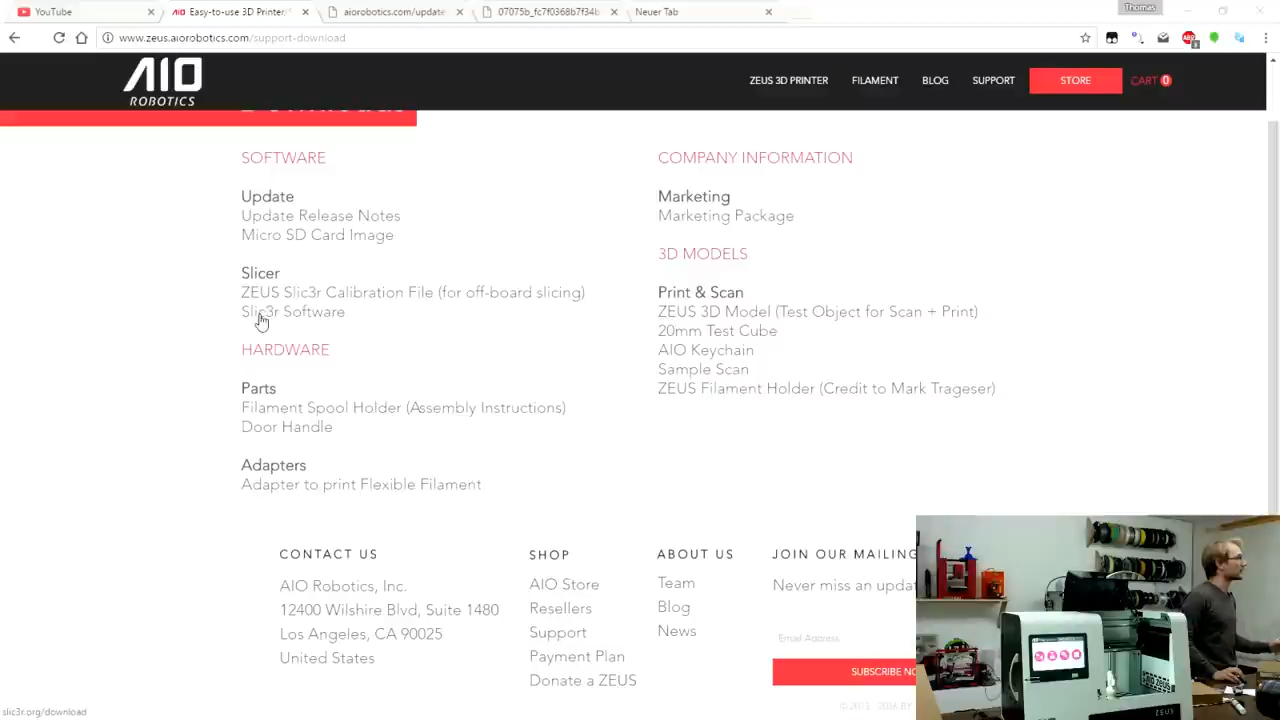 YouTube
Easy-to-use 3D Printer/
aiorobotics.com/update
07075b_fc7f0368b7f34b
Neuer Tab
Thomas
www.zeus.aiorobotics.com/support-download
AIO
ROBOTICS
ZEUS 3D PRINTER
FILAMENT
BLOG
SUPPORT
STORE
CART 0
SOFTWARE
Update
Update Release Notes
Micro SD Card Image
Slicer
ZEUS Slic3r Calibration File (for off-board slicing)
Slic3r Software
HARDWARE
Parts
Filament Spool Holder (Assembly Instructions)
Door Handle
Adapters
Adapter to print Flexible Filament
COMPANY INFORMATION
Marketing
Marketing Package
3D MODELS
Print & Scan
ZEUS 3D Model (Test Object for Scan + Print)
20mm Test Cube
AIO Keychain
Sample Scan
ZEUS Filament Holder (Credit to Mark Trageser)
CONTACT US
AIO Robotics, Inc.
12400 Wilshire Blvd, Suite 1480
Los Angeles, CA 90025
United States
SHOP
AIO Store
Resellers
Support
Payment Plan
Donate a ZEUS
ABOUT US
Team
Blog
News
JOIN OUR MAILING
Never miss an updat
Email Address
SUBSCRIBE NO
ZEUS
slic3r.org/download